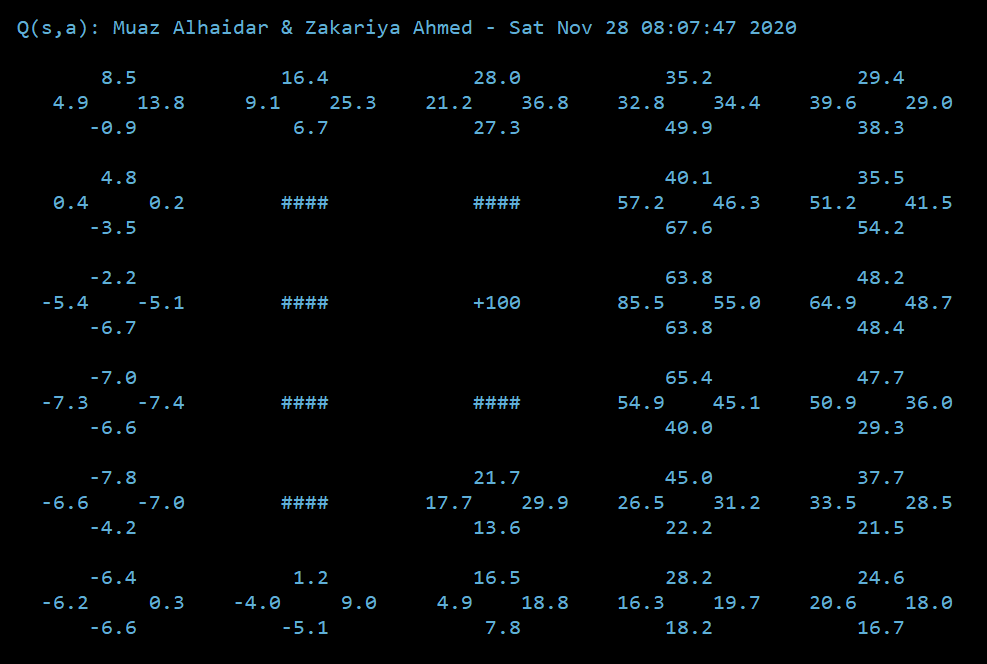 Q(s,a): Muaz Alhaidar & Zakariya Ahmed - Sat Nov 28 08:07:47 2020
8.5 16.4 28.0 35.2 29.4
4.9 13.8 9.1 25.3 21.2 36.8 32.8 34.4 39.6 29.0
-0.9 6.7 27.3 49.9 38.3
4.8 40.1 35.5
0.4 0.2 #### #### 57.2 46.3 51.2 41.5
-3.5 67.6 54.2
-2.2 63.8 48.2
-5.4 -5.1 #### +100 85.5 55.0 64.9 48.7
-6.7 63.8 48.4
-7.0 65.4 47.7
-7.3 -7.4 #### #### 54.9 45.1 50.9 36.0
-6.6 40.0 29.3
-7.8 21.7 45.0 37.7
-6.6 -7.0 #### 17.7 29.9 26.5 31.2 33.5 28.5
-4.2 13.6 22.2 21.5
-6.4 1.2 16.5 28.2 24.6
-6.2 0.3 -4.0 9.0 4.9 18.8 16.3 19.7 20.6 18.0
-6.6 -5.1 7.8 18.2 16.7